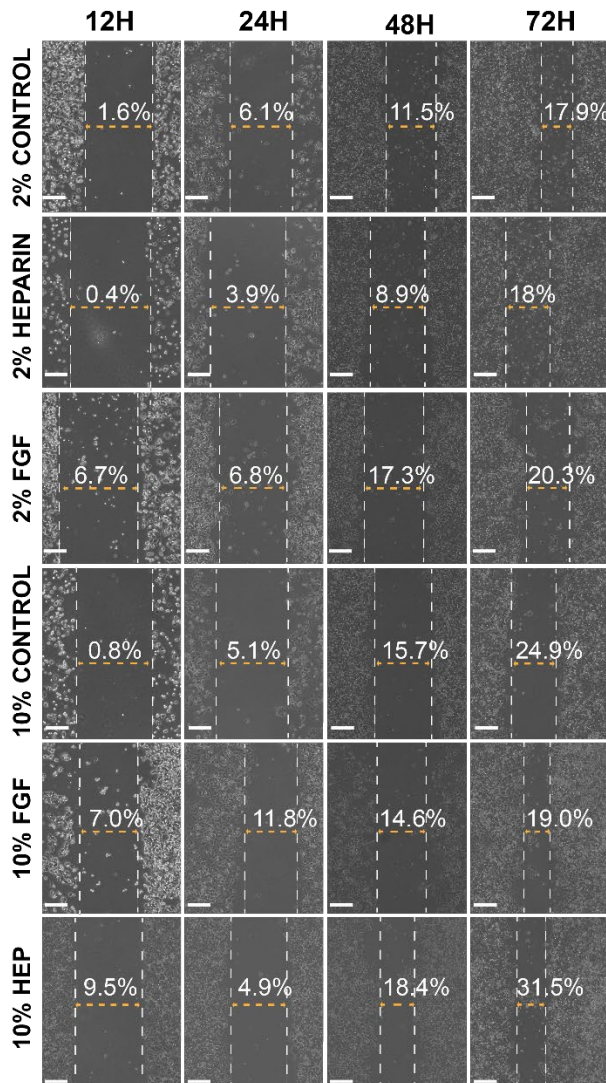 12H 24H 48H 72H
2% CONTROL 1.6% 6.1% 11.5% 17.9%
2% HEPARIN 0.4% 3.9% 8.9% 18%
2% FGF 6.7% 6.8% 17.3% 20.3%
10% CONTROL 0.8% 5.1% 15.7% 24.9%
10% FGF 7.0% 11.8% 14.6% 19.0%
10% HEP 9.5% 4.9% 18.4% 31.5%